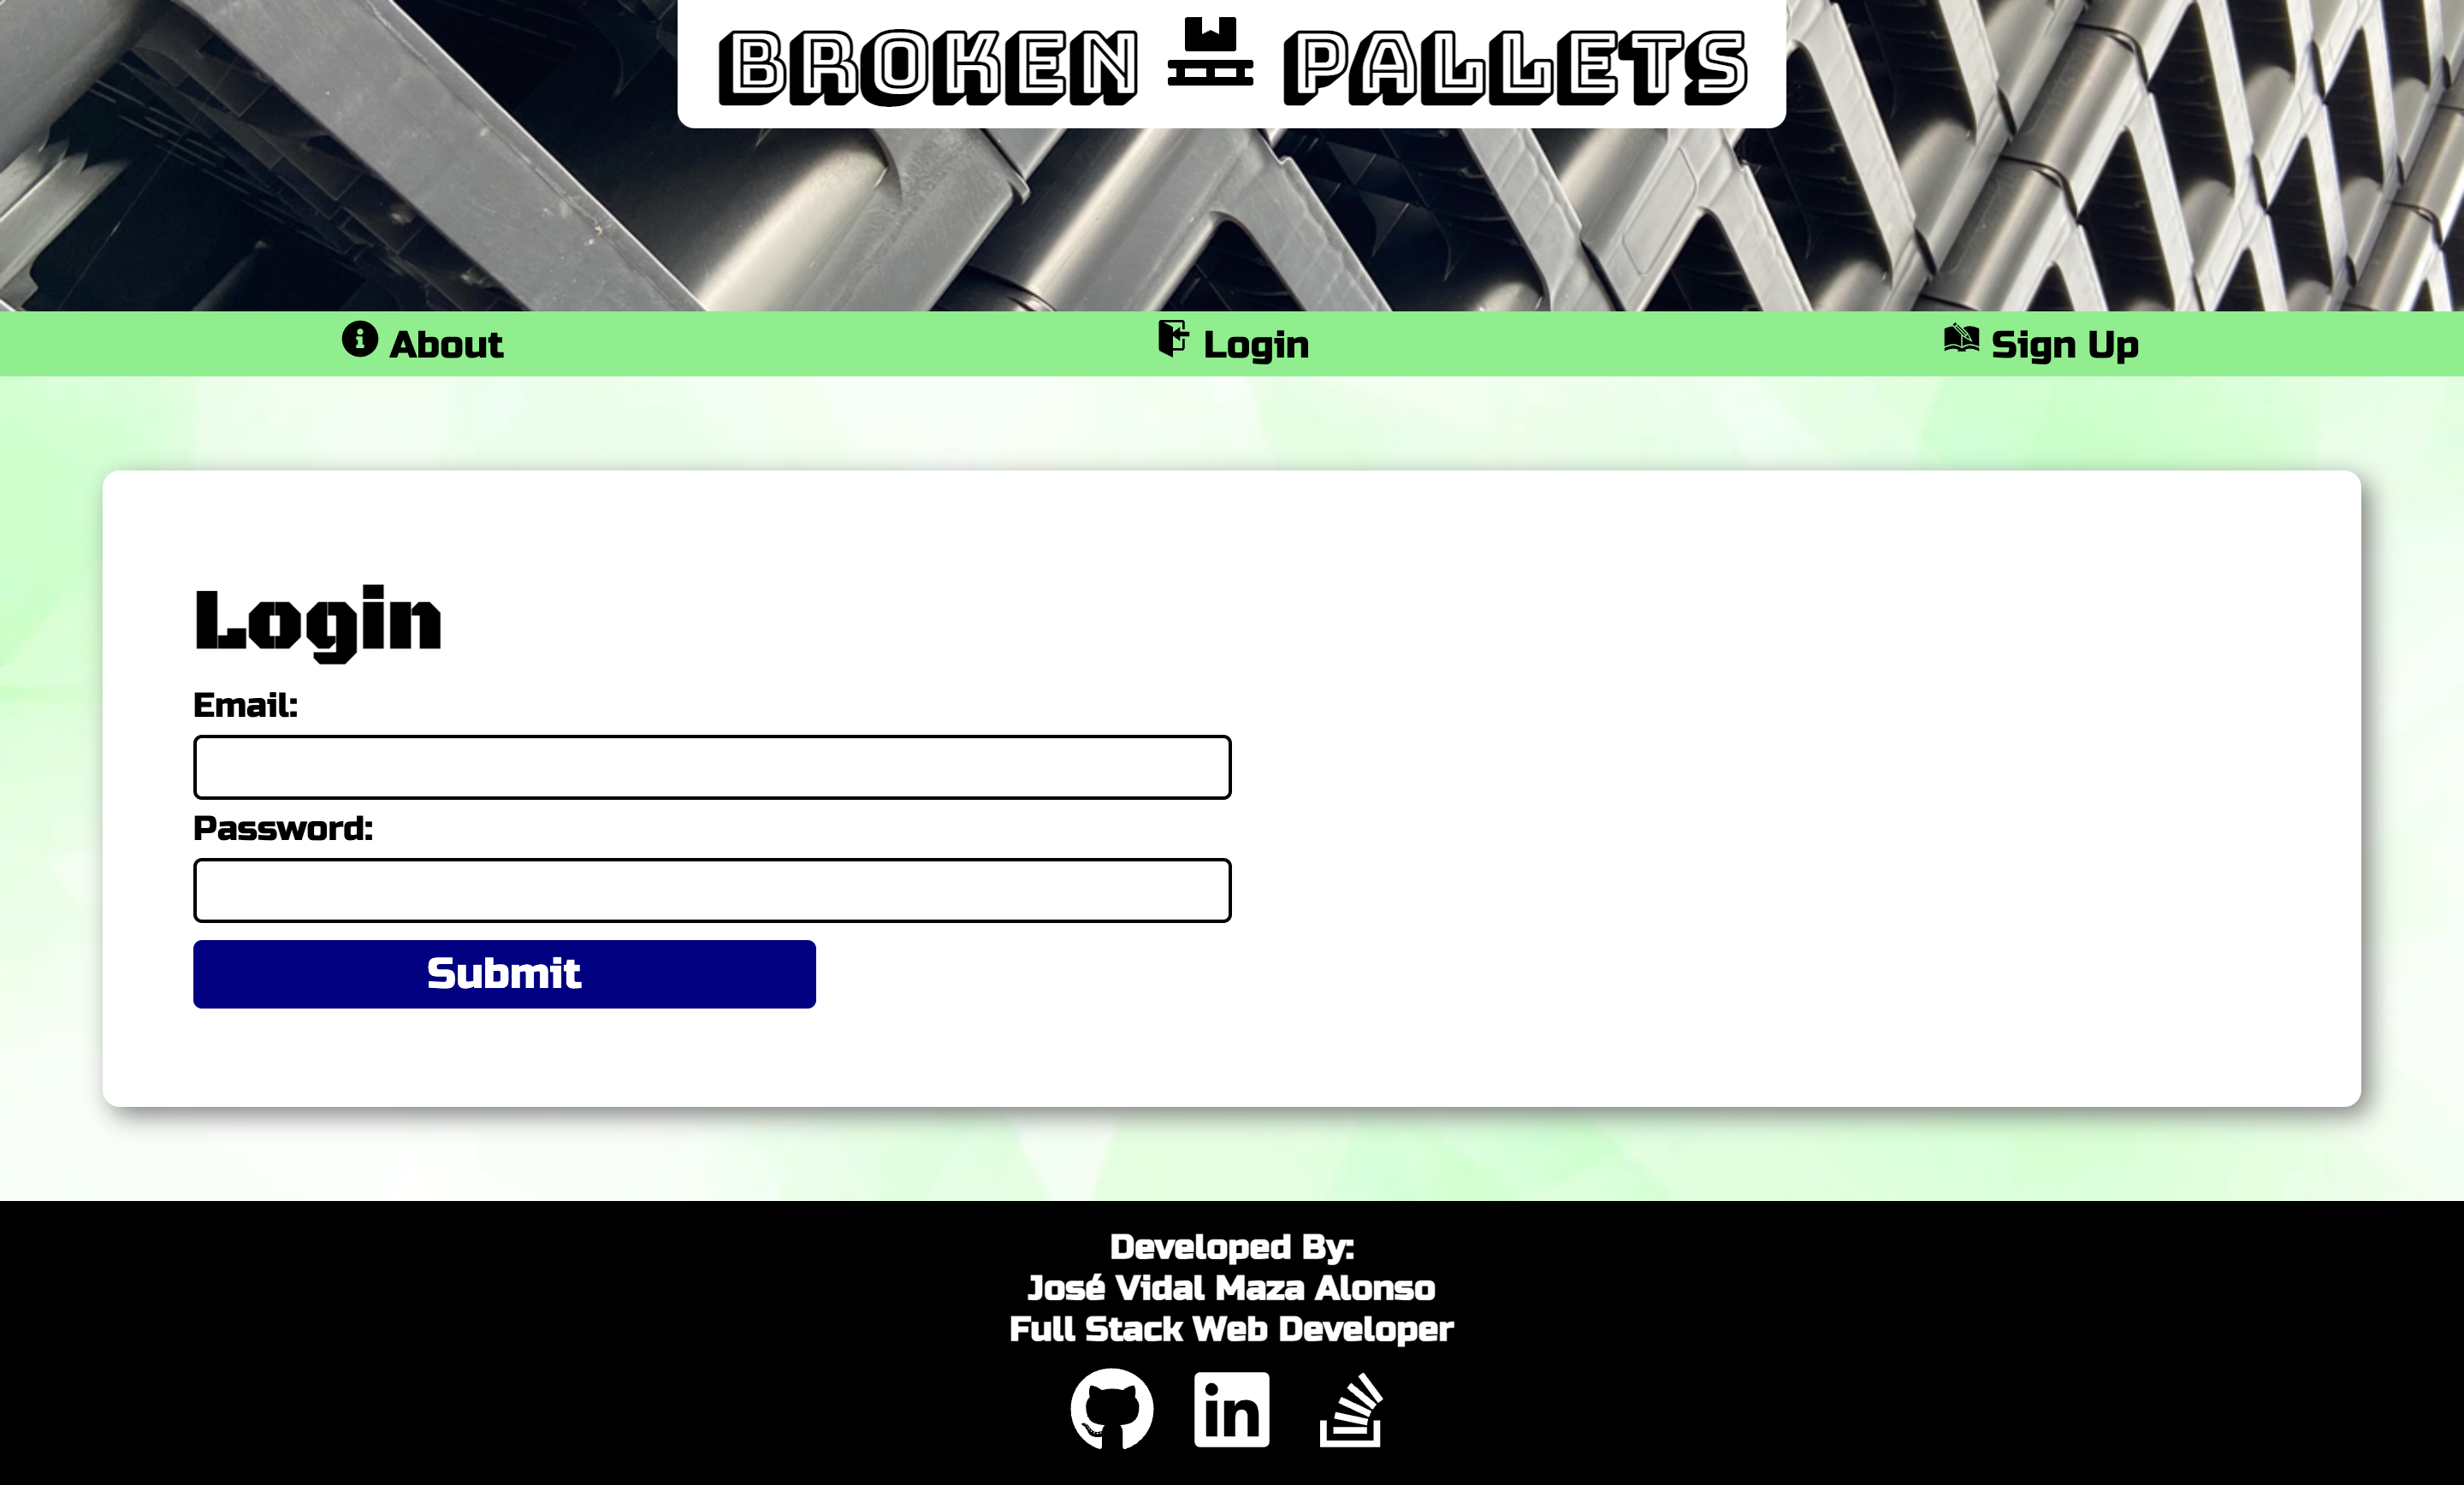 BROKEN PALLETS
About Login Sign Up
Login
Email:
Password:
Submit
Developed By:
José Vidal Maza Alonso
Full Stack Web Developer
in